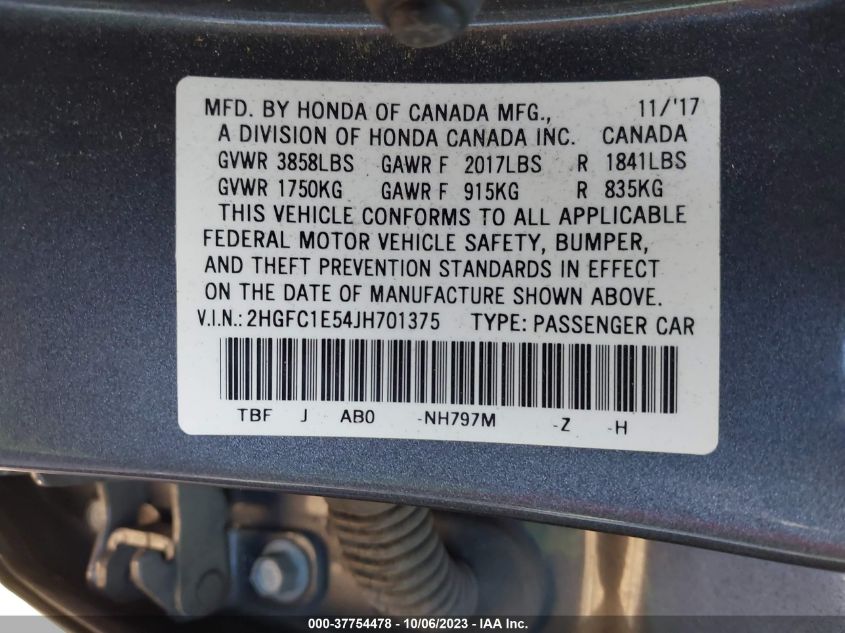 MFD. BY HONDA OF CANADA MFG., 11/'17
A DIVISION OF HONDA CANADA INC. CANADA
GVWR 3858LBS GAWR F 2017LBS R 1841LBS
GVWR 1750KG GAWR F 915KG R 835KG
THIS VEHICLE CONFORMS TO ALL APPLICABLE
FEDERAL MOTOR VEHICLE SAFETY, BUMPER,
AND THEFT PREVENTION STANDARDS IN EFFECT
ON THE DATE OF MANUFACTURE SHOWN ABOVE.
V.I.N.: 2HGFC1E54JH701375 TYPE: PASSENGER CAR
TBF J AB0 -NH797M -Z -H
000-37754478 - 10/06/2023 - IAA Inc.